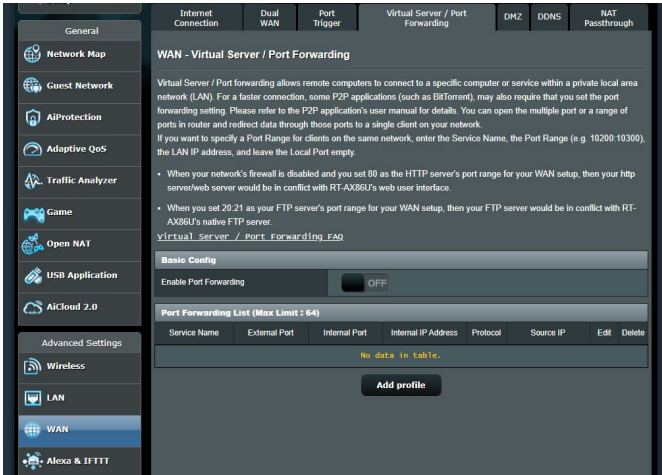 General
Network Map
Guest Network
AiProtection
Adaptive QoS
Traffic Analyzer
Game
Open NAT
USB Application
AiCloud 2.0
Advanced Settings
Wireless
LAN
WAN
Alexa & IFTTT
Internet Connection
Dual WAN
Port Trigger
Virtual Server / Port Forwarding
DMZ
DDNS
NAT Passthrough
WAN - Virtual Server / Port Forwarding
Virtual Server / Port forwarding allows remote computers to connect to a specific computer or service within a private local area
network (LAN). For a faster connection, some P2P applications (such as BitTorrent), may also require that you set the port
forwarding setting. Please refer to the P2P application's user manual for details. You can open the multiple port or a range of
ports in router and redirect data through those ports to a single client on your network.
If you want to specify a Port Range for clients on the same network, enter the Service Name, the Port Range (e.g. 10200:10300),
the LAN IP address, and leave the Local Port empty.
• When your network's firewall is disabled and you set 80 as the HTTP server's port range for your WAN setup, then your http
server/web server would be in conflict with RT-AX86U's web user interface.
• When you set 20:21 as your FTP server's port range for your WAN setup, then your FTP server would be in conflict with RT-
AX86U's native FTP server.
Virtual Server / Port Forwarding FAQ
Basic Config
Enable Port Forwarding
OFF
Port Forwarding List (Max Limit : 64)
Service Name External Port Internal Port Internal IP Address Protocol Source IP Edit Delete
No data in table.
Add profile